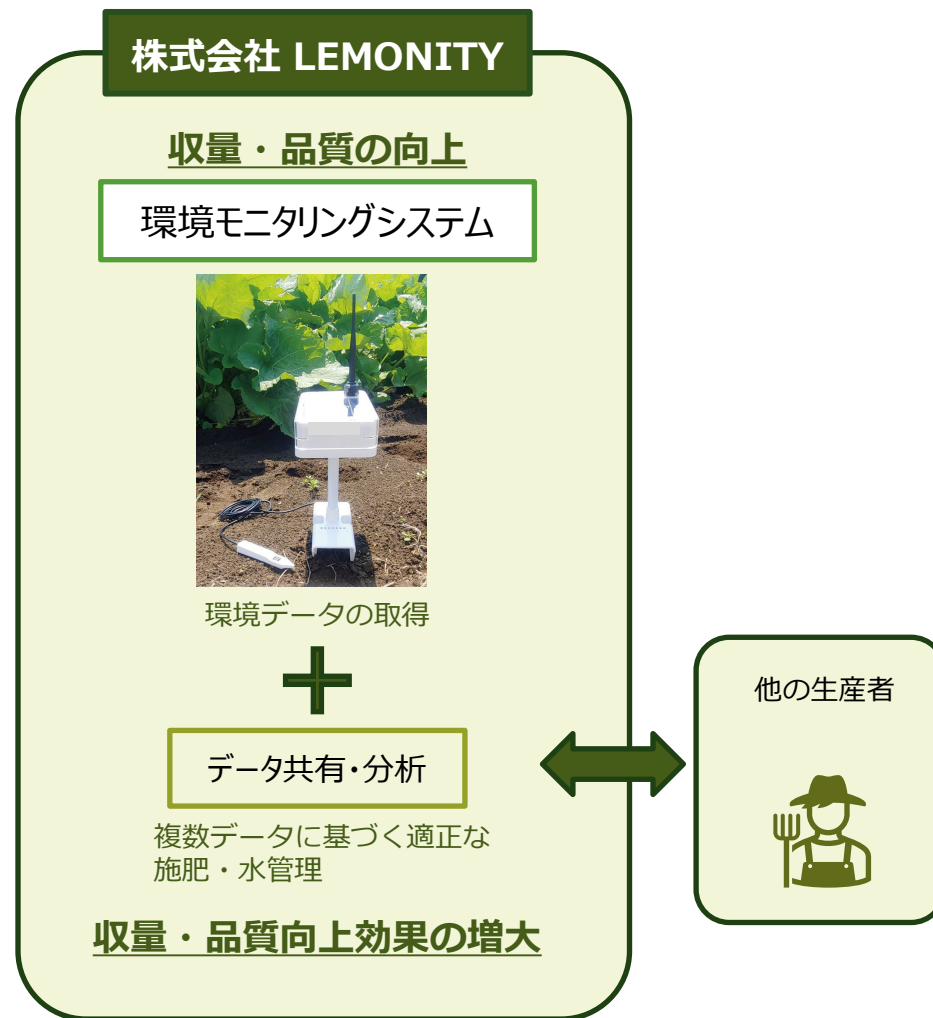 株式会社 LEMONITY
収量・品質の向上
環境モニタリングシステム
環境データの取得
データ共有・分析
複数データに基づく適正な
施肥・水管理
収量・品質向上効果の増大
他の生産者